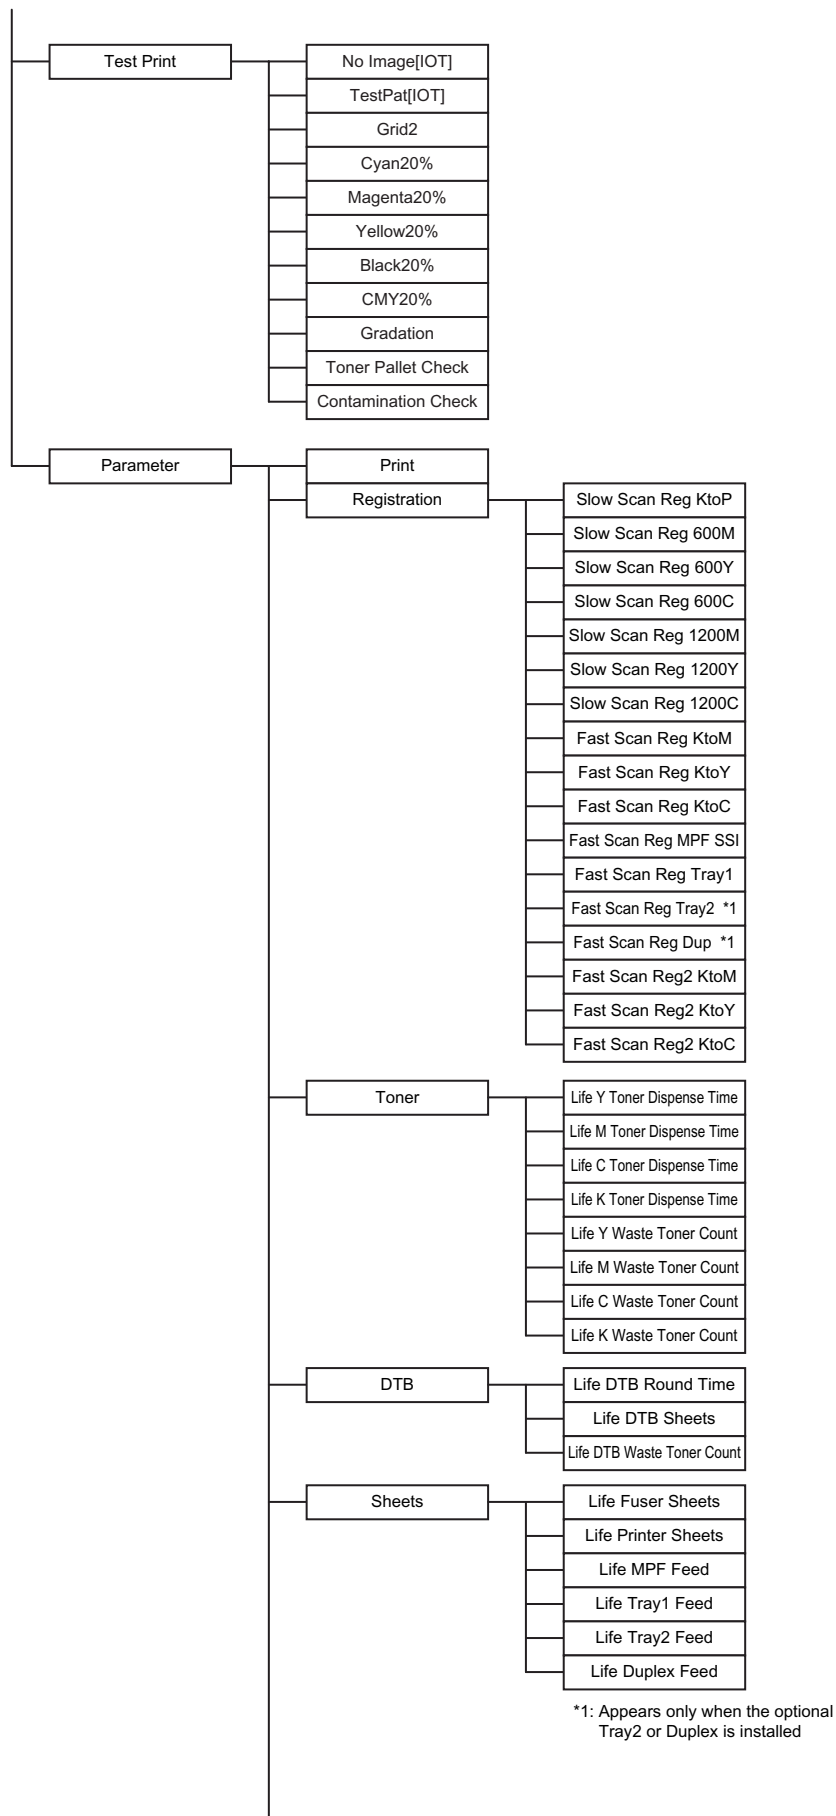 Test Print
No Image[IOT]
TestPat[IOT]
Grid2
Cyan20%
Magenta20%
Yellow20%
Black20%
CMY20%
Gradation
Toner Pallet Check
Contamination Check
Parameter
Print
Registration
Slow Scan Reg KtoP
Slow Scan Reg 600M
Slow Scan Reg 600Y
Slow Scan Reg 600C
Slow Scan Reg 1200M
Slow Scan Reg 1200Y
Slow Scan Reg 1200C
Fast Scan Reg KtoM
Fast Scan Reg KtoY
Fast Scan Reg KtoC
Fast Scan Reg MPF SSI
Fast Scan Reg Tray1
Fast Scan Reg Tray2 *1
Fast Scan Reg Dup *1
Fast Scan Reg2 KtoM
Fast Scan Reg2 KtoY
Fast Scan Reg2 KtoC
Toner
Life Y Toner Dispense Time
Life M Toner Dispense Time
Life C Toner Dispense Time
Life K Toner Dispense Time
Life Y Waste Toner Count
Life M Waste Toner Count
Life C Waste Toner Count
Life K Waste Toner Count
DTB
Life DTB Round Time
Life DTB Sheets
Life DTB Waste Toner Count
Sheets
Life Fuser Sheets
Life Printer Sheets
Life MPF Feed
Life Tray1 Feed
Life Tray2 Feed
Life Duplex Feed
*1: Appears only when the optional
Tray2 or Duplex is installed